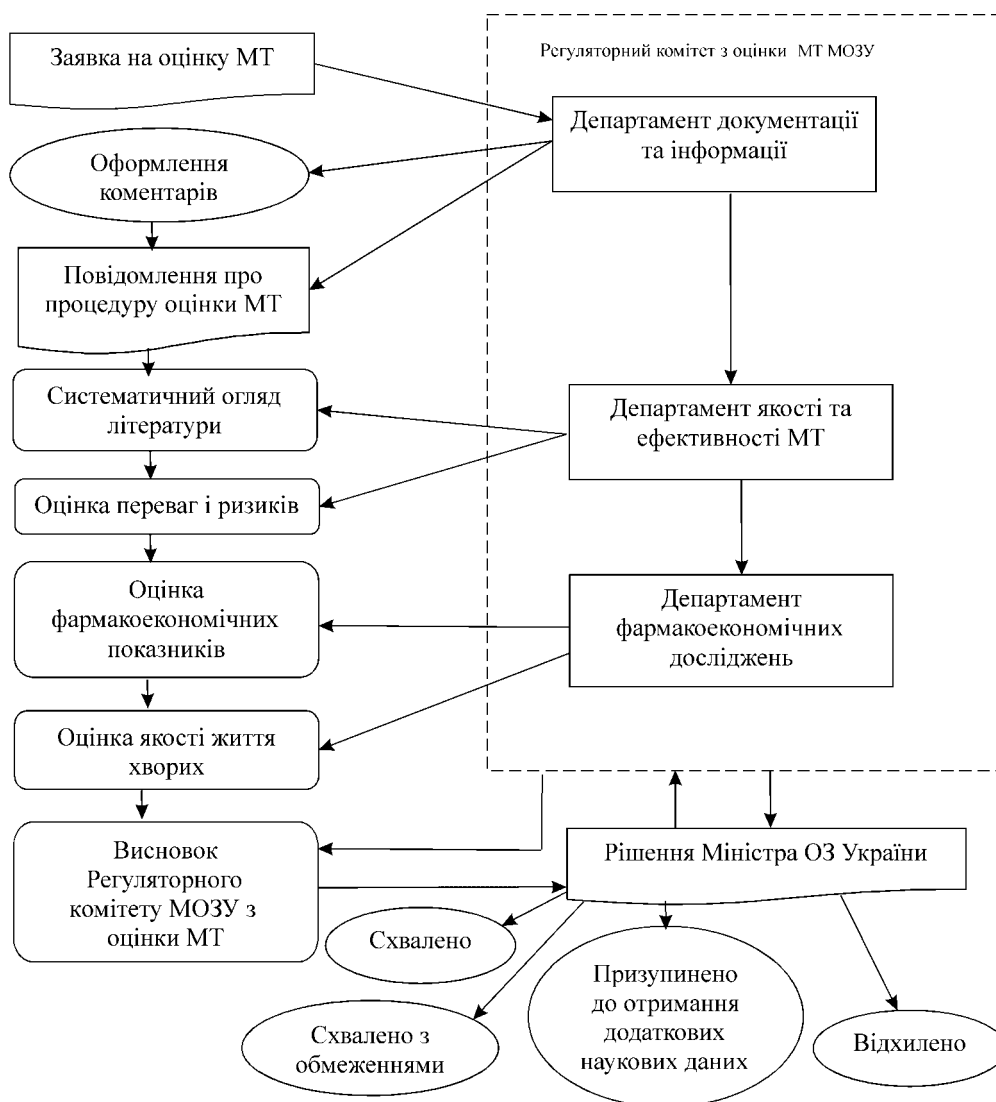 Заявка на оцінку МТ
Регуляторний комітет з оцінки МТ МОЗУ
Департамент документації
та інформації
Оформлення
коментарів
Повідомлення про
процедуру оцінки МТ
Систематичний огляд
літератури
Департамент якості та
ефективності МТ
Оцінка переваг і ризиків
Оцінка
фармакоекономічних
показників
Департамент
фармакоекономічних
досліджень
Оцінка якості життя
хворих
Висновок
Регуляторного
комітету МОЗУ з
оцінки МТ
Рішення Міністра ОЗ України
Схвалено
Схвалено з
обмеженнями
Призупинено
до отримання
додаткових
наукових даних
Відхилено